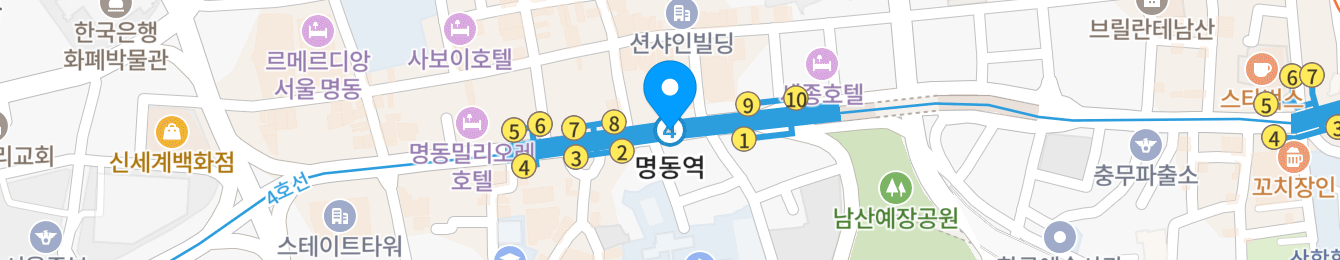 한국은행
화폐박물관
르메르디앙
서울 명동
사보이호텔
션샤인빌딩
브릴란테남산
세종호텔
스타벅스
리교회
신세계백화점
명동밀리오레
호텔
5
6
7
8
4
3
2
4
9
10
1
명동역
6
7
5
4
3
4호선
충무파출소
꼬치장인
남산예장공원
스테이트타워